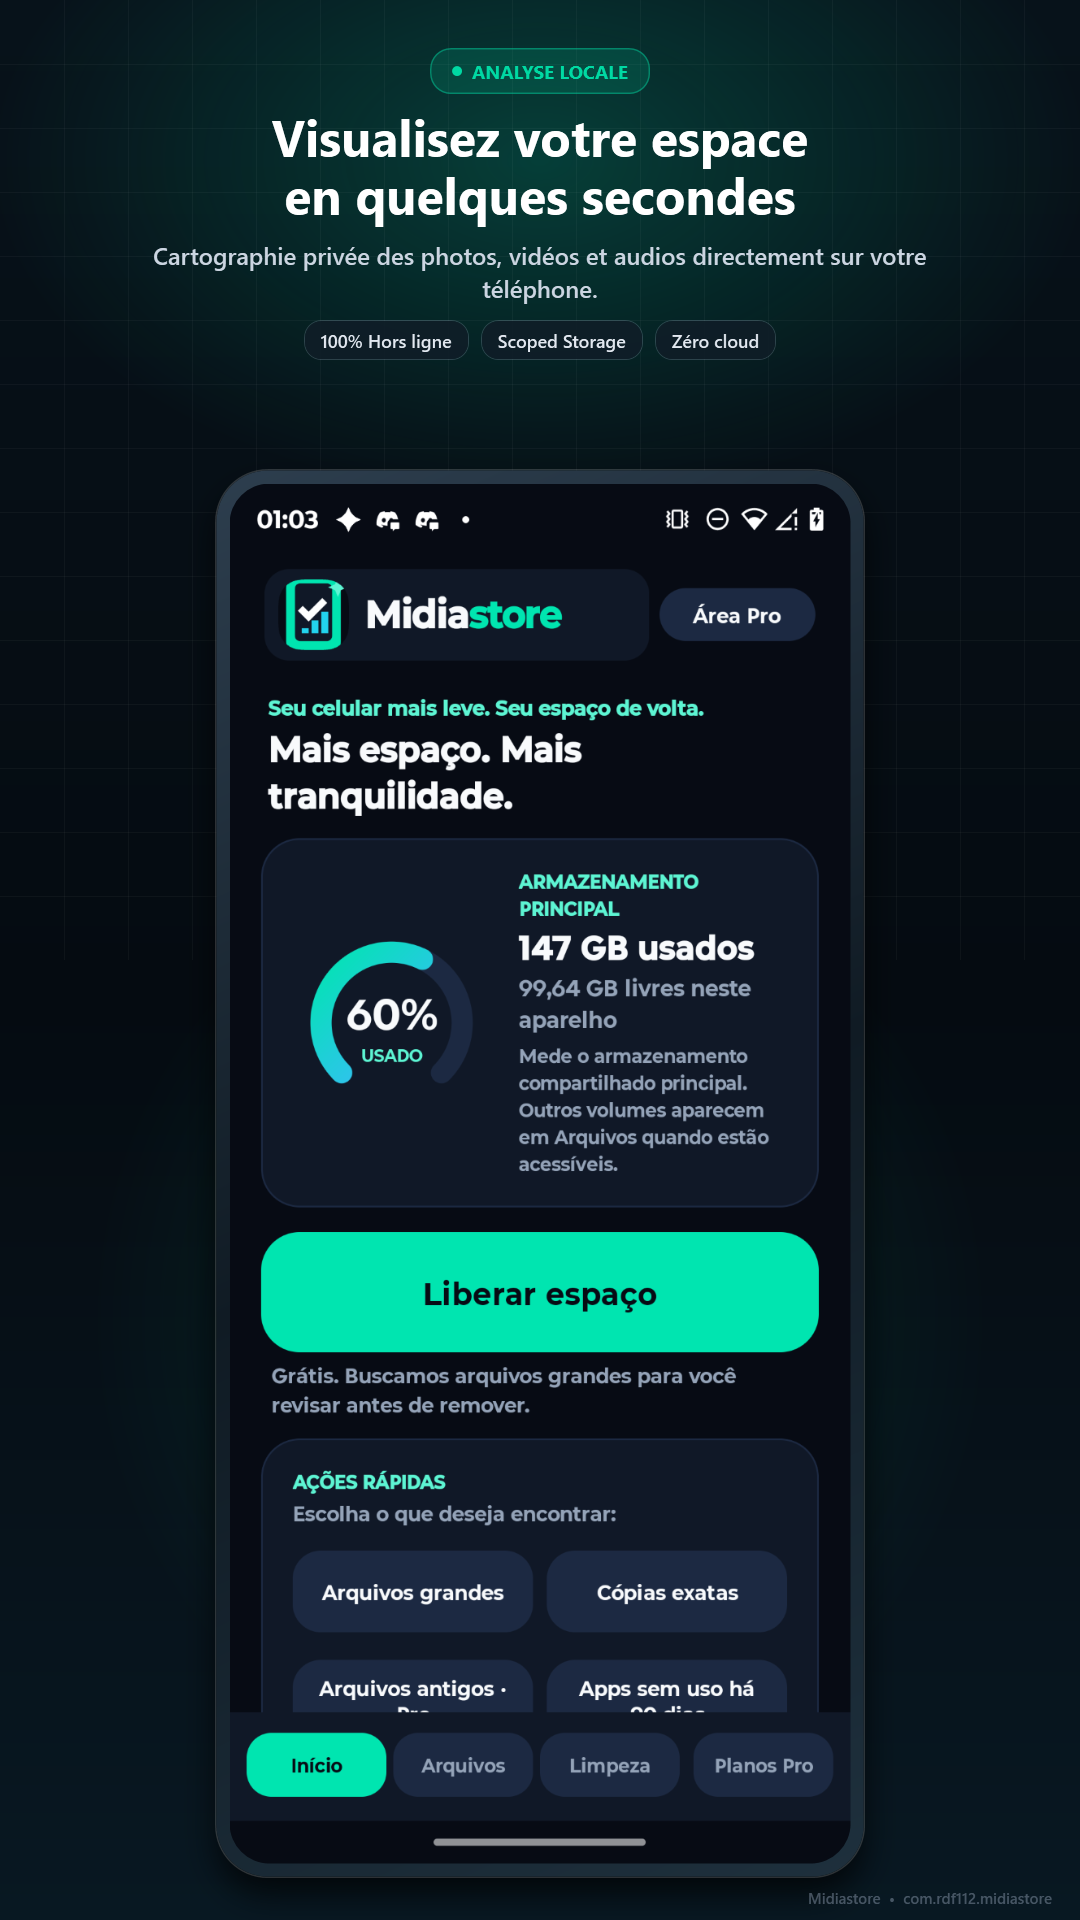 ANALYSE LOCALE
Visualisez votre espace
en quelques secondes
Cartographie privée des photos, vidéos et audios directement sur votre
téléphone.
100% Hors ligne
Scoped Storage
Zéro cloud
01:03
Midiastore
Área Pro
Seu celular mais leve. Seu espaço de volta.
Mais espaço. Mais
tranquilidade.
60%
USADO
ARMAZENAMENTO
PRINCIPAL
147 GB usados
99,64 GB livres neste
aparelho
Mede o armazenamento
compartilhado principal.
Outros volumes aparecem
em Arquivos quando estão
acessíveis.
Liberar espaço
Grátis. Buscamos arquivos grandes para você
revisar antes de remover.
AÇÕES RÁPIDAS
Escolha o que deseja encontrar:
Arquivos grandes
Cópias exatas
Arquivos antigos ·
Apps sem uso há
Início
Arquivos
Limpeza
Planos Pro
Midiastore • com.rdf112.midiastore